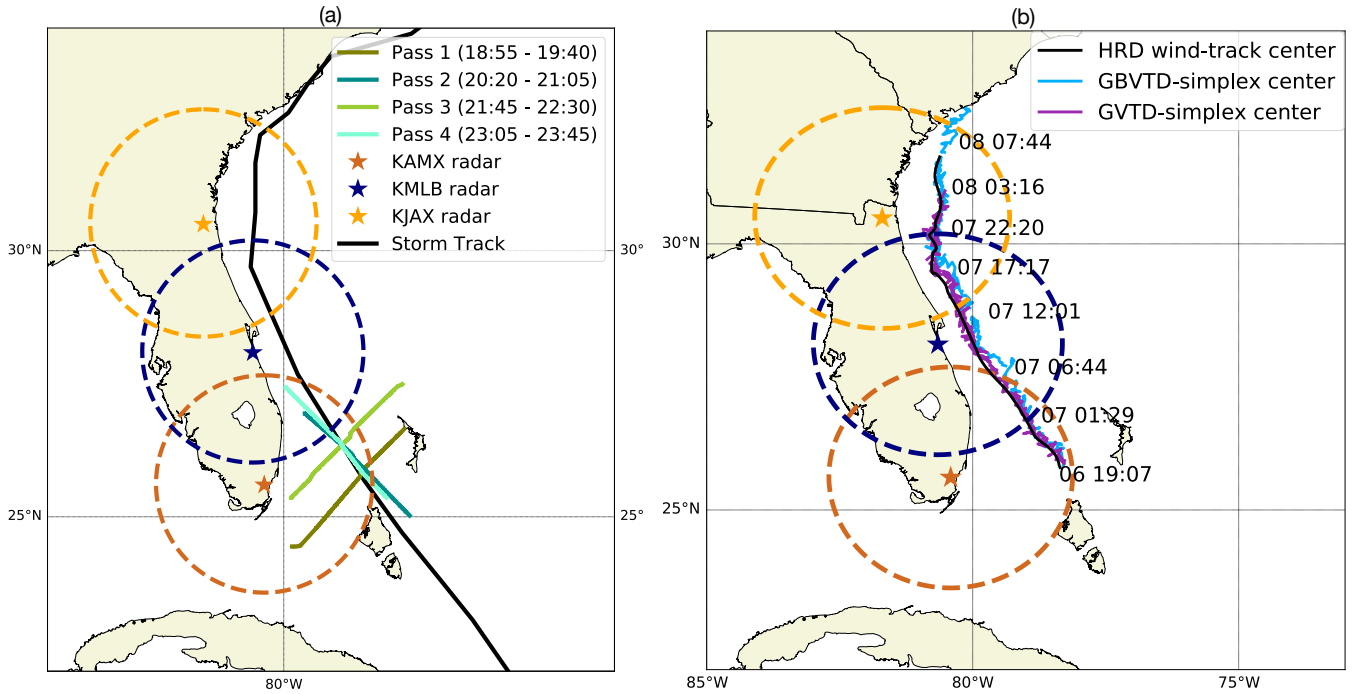 (a)
Pass 1 (18:55 - 19:40)
Pass 2 (20:20 - 21:05)
Pass 3 (21:45 - 22:30)
Pass 4 (23:05 - 23:45)
KAMX radar
KMLB radar
KJAX radar
Storm Track
30°N
30°
25°N
25°
80°W
(b)
HRD wind-track center
GBVTD-simplex center
GVTD-simplex center
08 07:44
08 03:16
07 22:20
07 17:17
07 12:01
07 06:44
07 01:29
06 19:07
30°N
25°N
85°W
80°W
75°W